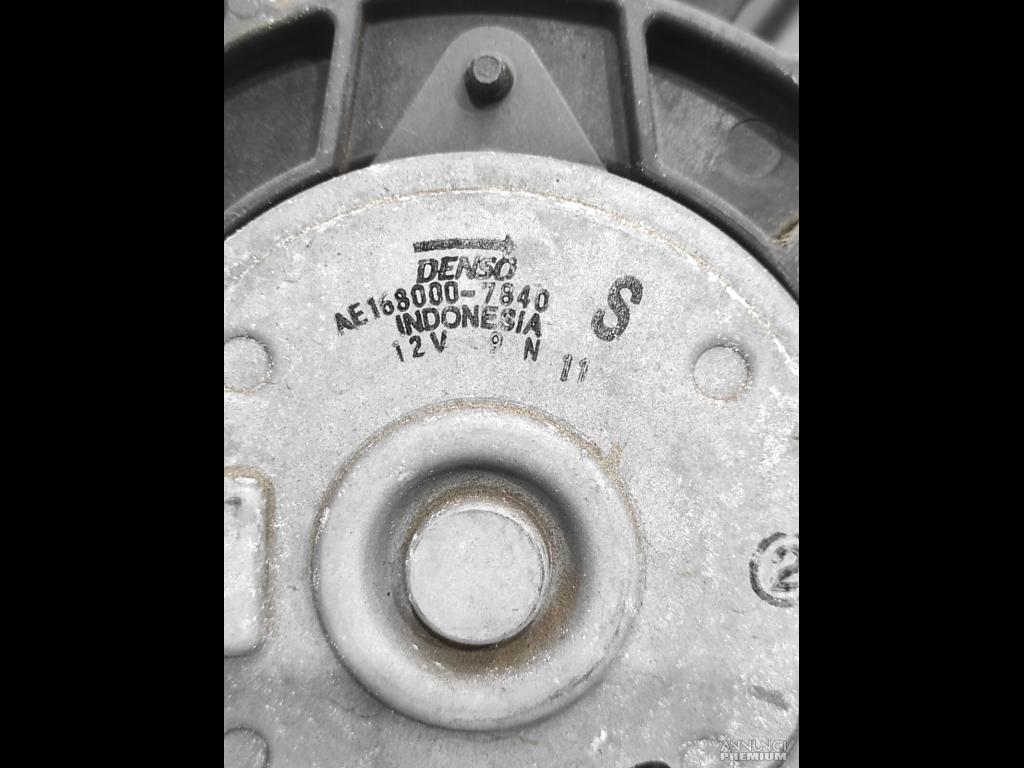 DENSO
AE168000-7840
INDONESIA
12V 9 N
11
S
2
ANNUNCI
PREMIUM